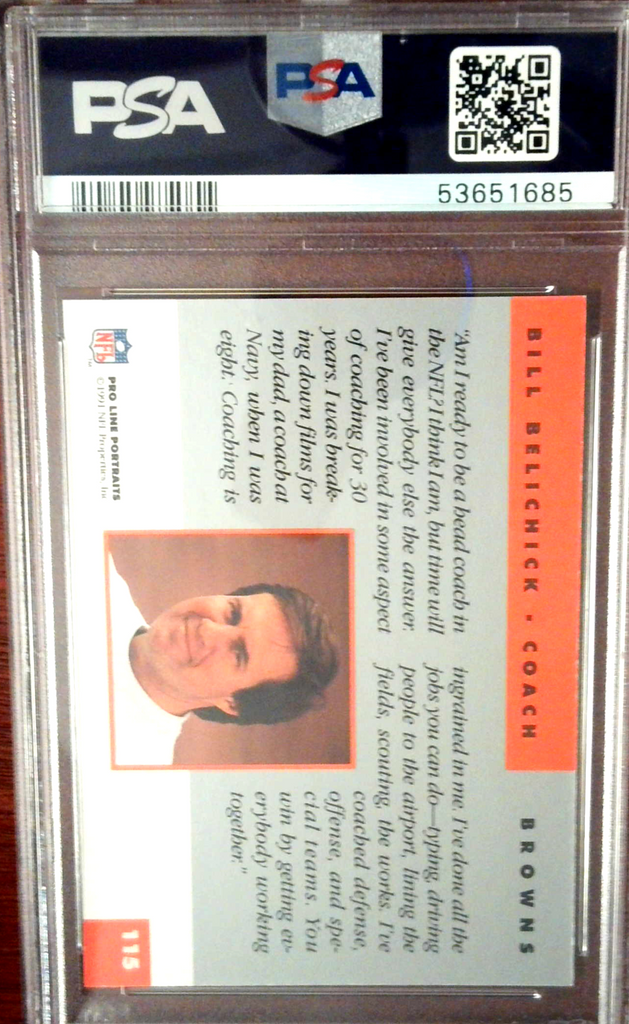 PSA
PSA
53651685
BILL BELICHICK · COACH BROWNS
"Am I ready to be a head coach in
the NFL? I think I am, but time will
give everybody else the answer.
I've been involved in some aspect
of coaching for 30
years. I was break-
ing down films for
my dad, a coach at
Navy, when I was
eight. Coaching is
ingrained in me. I've done all the
jobs you can do—typing, driving
people to the airport, lining the
fields, scouting, the works. I've
coached defense,
offense, and spe-
cial teams. You
win by getting ev-
erybody working
together."
NFL
PRO LINE PORTRAITS
©1991 NFL Properties, Inc.
115